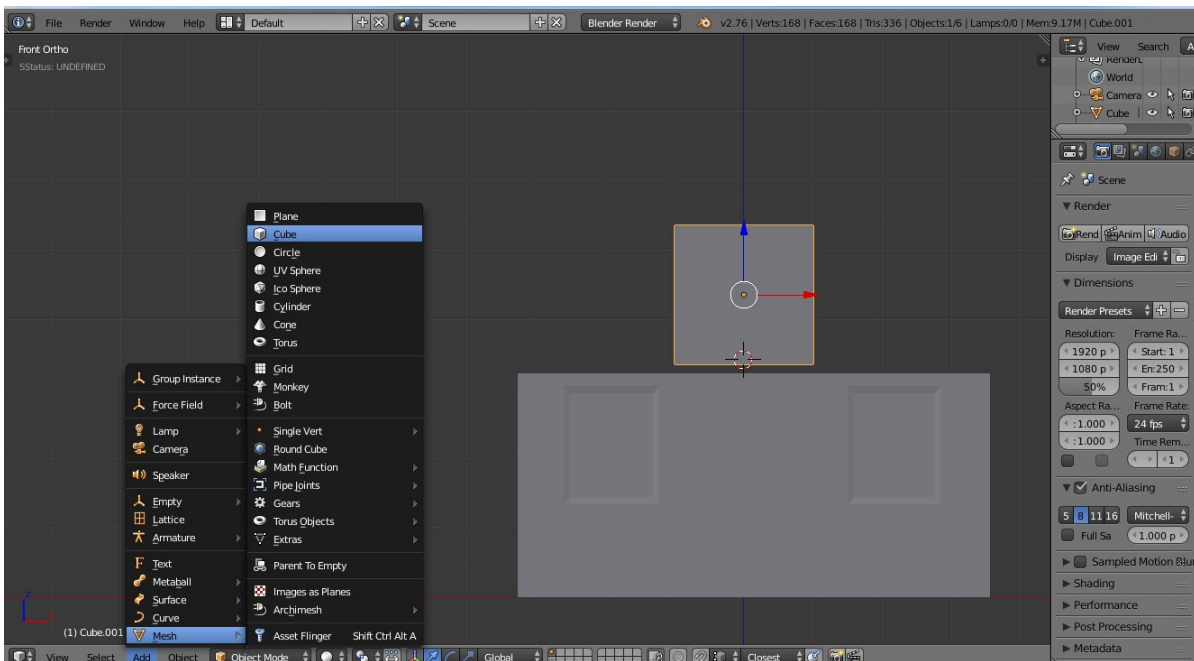 File Render Window Help Default Scene Blender Render v2.76 | Verts:168 | Faces:168 | Tris:336 | Objects:1/6 | Lamps:0/0 | Mem:9.17M | Cube.001
Front Ortho
SStatus: UNDEFINED
View Search A
World
Camera
Cube
Scene
Render
Rend Anim Audio
Display Image Edi
Dimensions
Render Presets
Resolution: Frame Ra...
1920 p Start: 1
1080 p En:250
50% Fram:1
Aspect Ra... Frame Rate:
:1.000 24 fps
:1.000 Time Rem...
1
Anti-Aliasing
5 8 11 16 Mitchell-
Full Sa 1.000 p
Sampled Motion Blur
Shading
Performance
Post Processing
Metadata
Plane
Cube
Circle
UV Sphere
Ico Sphere
Cylinder
Cone
Torus
Grid
Monkey
Bolt
Single Vert
Round Cube
Math Function
Pipe Joints
Gears
Torus Objects
Extras
Parent To Empty
Images as Planes
Archimesh
Asset Flinger Shift Ctrl Alt A
Group Instance
Force Field
Lamp
Camera
Speaker
Empty
Lattice
Armature
Text
Metaball
Surface
Curve
Mesh
z
(1) Cube.001
View Select Add Object Object Mode Global Closest